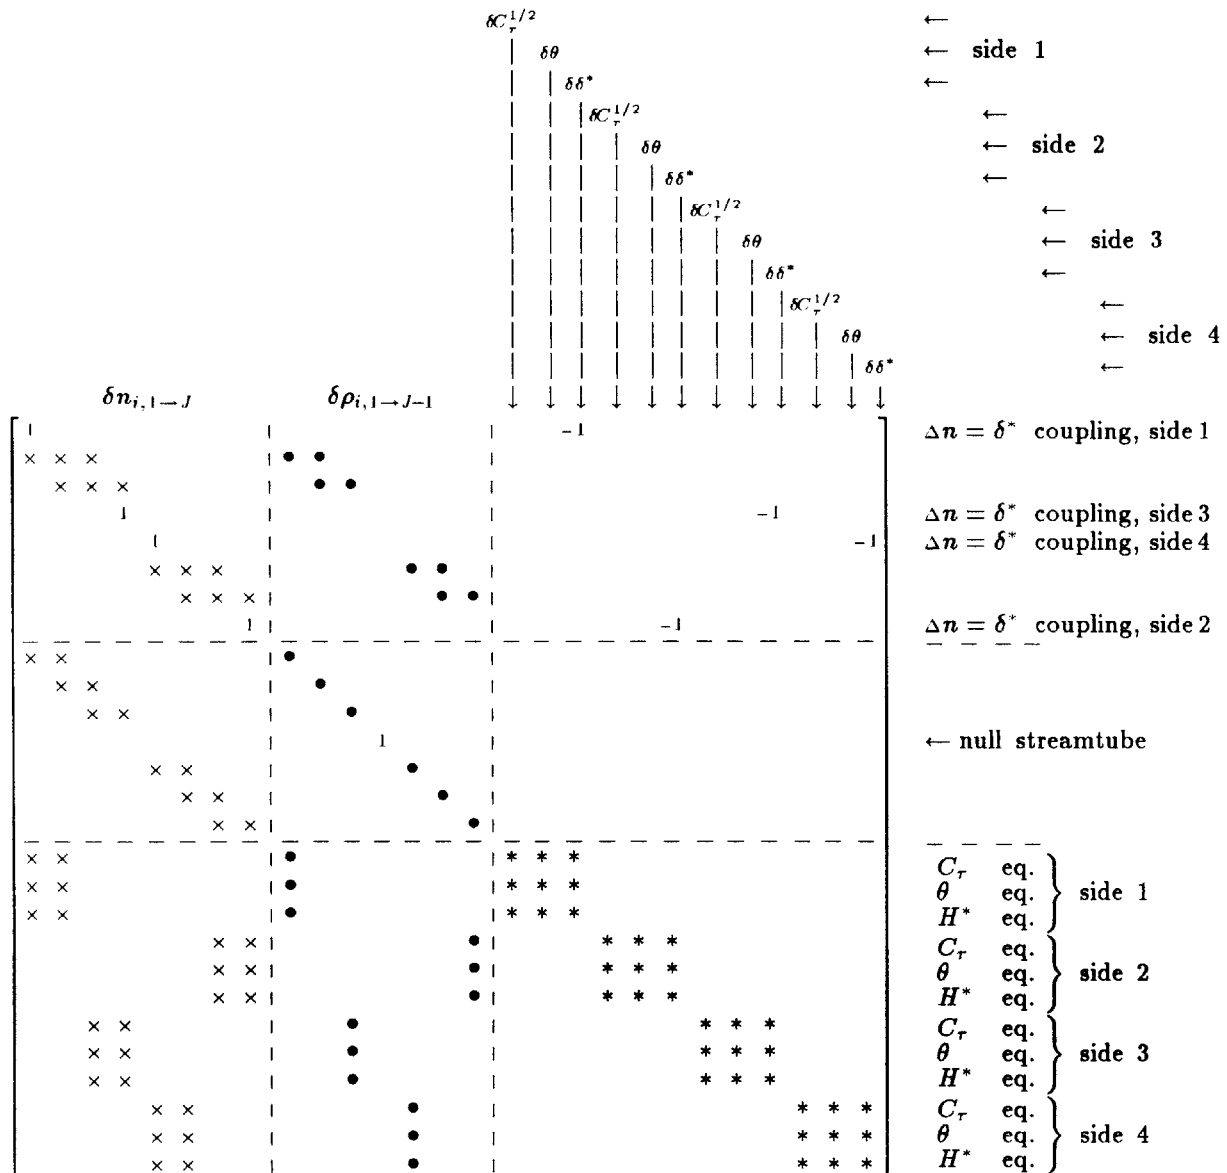 δC_τ^{1/2} ←
δθ ← side 1
δδ* ←
δC_τ^{1/2} ←
δθ ← side 2
δδ* ←
δC_τ^{1/2} ←
δθ ← side 3
δδ* ←
δC_τ^{1/2} ←
δθ ← side 4
δδ* ←
δn_{i,1→J} δρ_{i,1→J−1} ↓ ↓ ↓ ↓ ↓ ↓ ↓ ↓ ↓ ↓ ↓ ↓
1 −1 Δn = δ* coupling, side 1
× × × ● ●
× × × ● ●
1 −1 Δn = δ* coupling, side 3
1 −1 Δn = δ* coupling, side 4
× × × ● ●
× × × ● ●
1 −1 Δn = δ* coupling, side 2
× × ●
× × ●
× × ●
1 ← null streamtube
× × ●
× × ●
× × ●
× × ● * * * C_τ eq.
× × ● * * * θ eq. } side 1
× × ● * * * H* eq.
× × ● * * * C_τ eq.
× × ● * * * θ eq. } side 2
× × ● * * * H* eq.
× × ● * * * C_τ eq.
× × ● * * * θ eq. } side 3
× × ● * * * H* eq.
× × ● * * * C_τ eq.
× × ● * * * θ eq. } side 4
× × ● * * * H* eq.